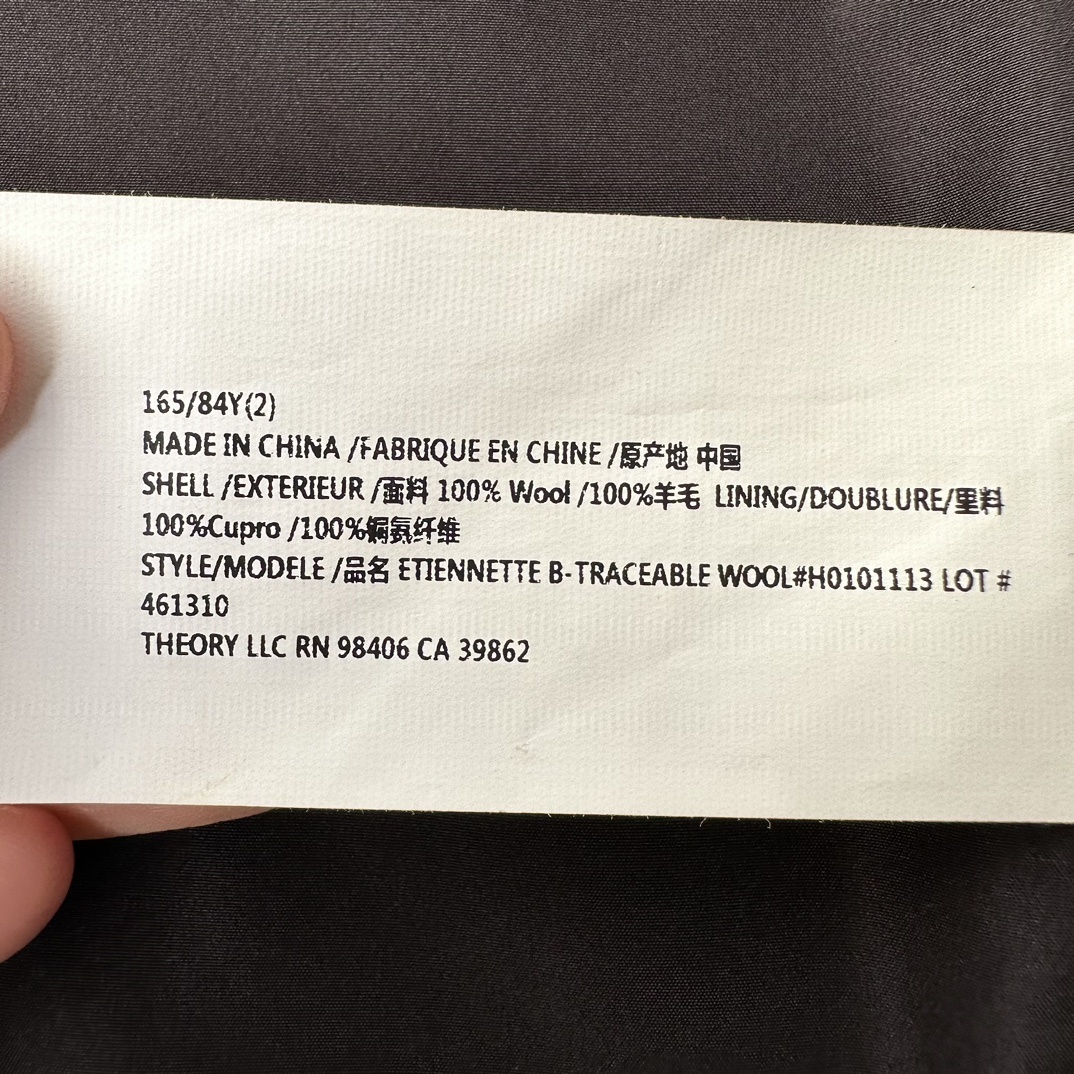 165/84Y(2)
MADE IN CHINA /FABRIQUE EN CHINE /原产地 中国
SHELL /EXTERIEUR /面料 100% Wool /100%羊毛 LINING/DOUBLURE/里料
100%Cupro /100%铜氨纤维
STYLE/MODELE /品名 ETIENNETTE B-TRACEABLE WOOL#H0101113 LOT #
461310
THEORY LLC RN 98406 CA 39862